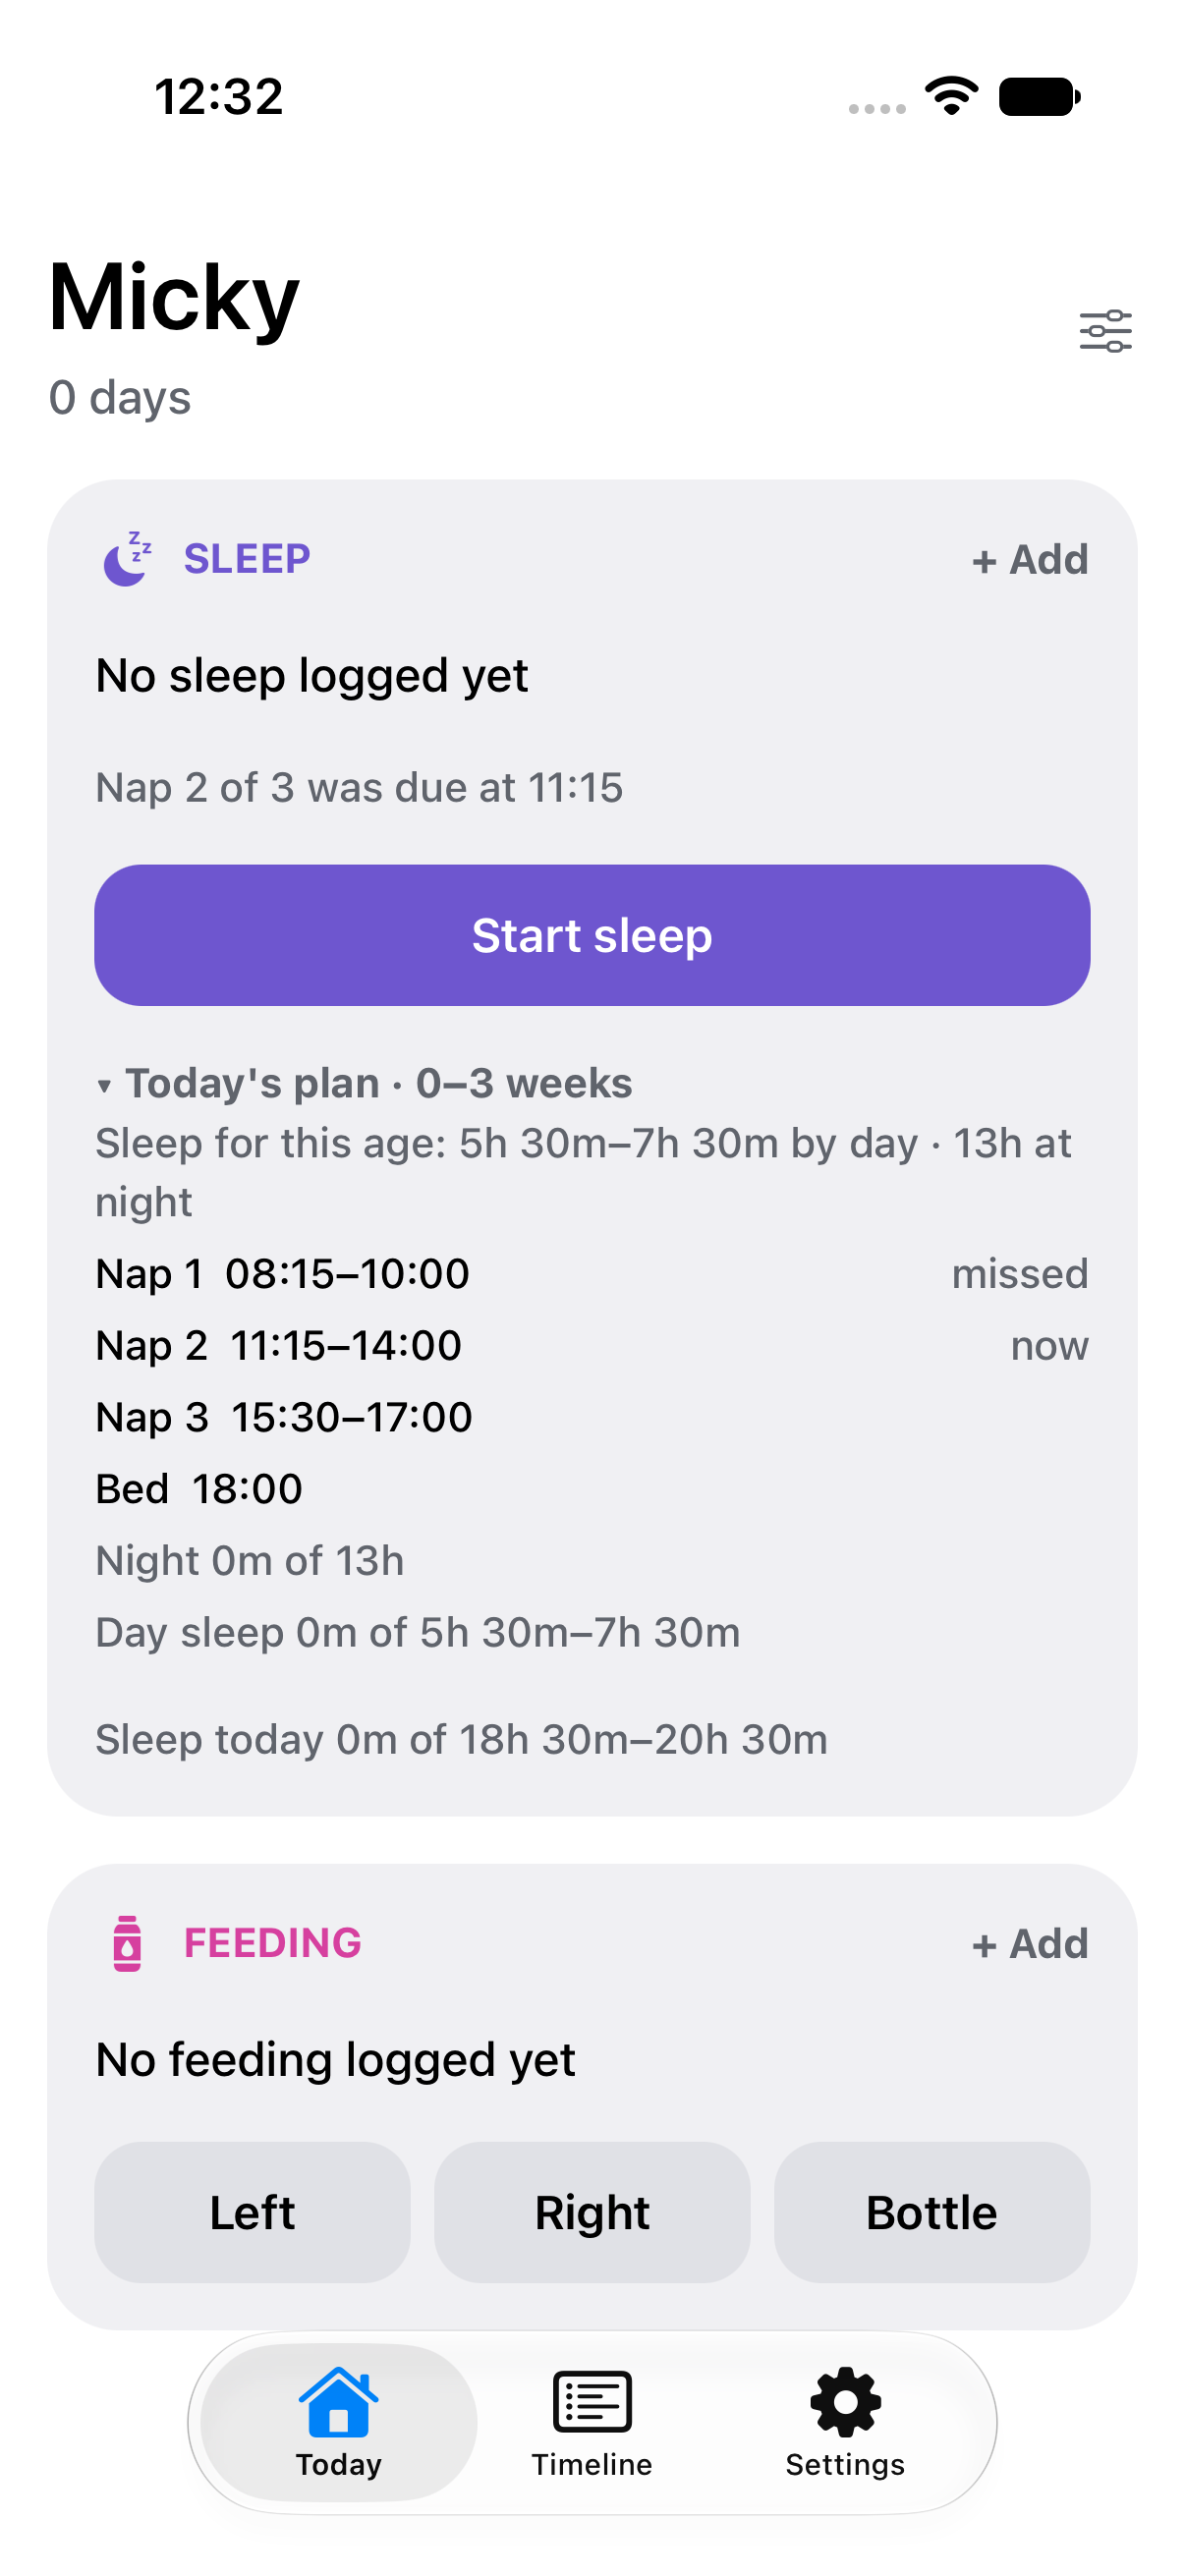 12:32
Micky
0 days
SLEEP
+ Add
No sleep logged yet
Nap 2 of 3 was due at 11:15
Start sleep
▾ Today's plan · 0–3 weeks
Sleep for this age: 5h 30m–7h 30m by day · 13h at
night
Nap 1 08:15–10:00 missed
Nap 2 11:15–14:00 now
Nap 3 15:30–17:00
Bed 18:00
Night 0m of 13h
Day sleep 0m of 5h 30m–7h 30m
Sleep today 0m of 18h 30m–20h 30m
FEEDING
+ Add
No feeding logged yet
Left
Right
Bottle
Today
Timeline
Settings